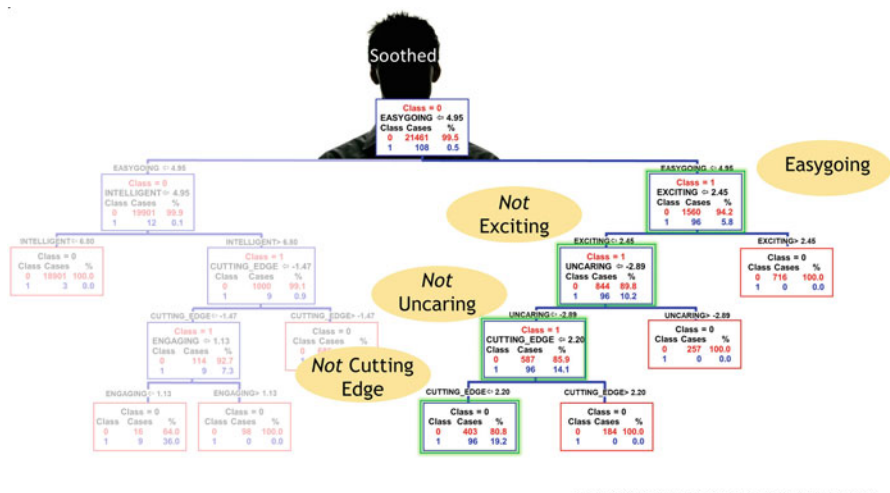 Soothed.
Class = 0
EASYGOING ⇦ 4.95
Class Cases %
0 21461 99.5
1 108 0.5
EASYGOING ⇦ 4.95
Class = 0
INTELLIGENT⇦ 4.95
Class Cases %
0 19901 99.9
1 12 0.1
EASYGOING ⇦ 4.95
Class = 1
EXCITING ⇦ 2.45
Class Cases %
0 1560 94.2
1 96 5.8
Easygoing
Not
Exciting
INTELLIGENT⇦ 6.80
Class = 0
Class Cases %
0 18901 100.0
1 3 0.0
INTELLIGENT> 6.80
Class = 1
CUTTING_EDGE ⇦ -1.47
Class Cases %
0 1000 99.1
1 9 0.9
EXCITING⇦ 2.45
Class = 1
UNCARING ⇦ -2.89
Class Cases %
0 844 89.8
1 96 10.2
EXCITING> 2.45
Class = 0
Class Cases %
0 716 100.0
1 0 0.0
Not
Uncaring
CUTTING_EDGE⇦ -1.47
Class = 1
ENGAGING ⇦ 1.13
Class Cases %
0 114 92.7
1 9 7.3
CUTTING_EDGE> -1.47
Class = 0
Class Cases %
Not Cutting
Edge
UNCARING⇦ -2.89
Class = 1
CUTTING_EDGE ⇦ 2.20
Class Cases %
0 587 85.9
1 96 14.1
UNCARING> -2.89
Class = 0
Class Cases %
0 257 100.0
1 0 0.0
ENGAGING⇦ 1.13
Class = 0
Class Cases %
0 16 64.0
1 9 36.0
ENGAGING> 1.13
Class = 0
Class Cases %
0 98 100.0
1 0 0.0
CUTTING_EDGE⇦ 2.20
Class = 0
Class Cases %
0 403 80.8
1 96 19.2
CUTTING_EDGE> 2.20
Class = 0
Class Cases %
0 184 100.0
1 0 0.0